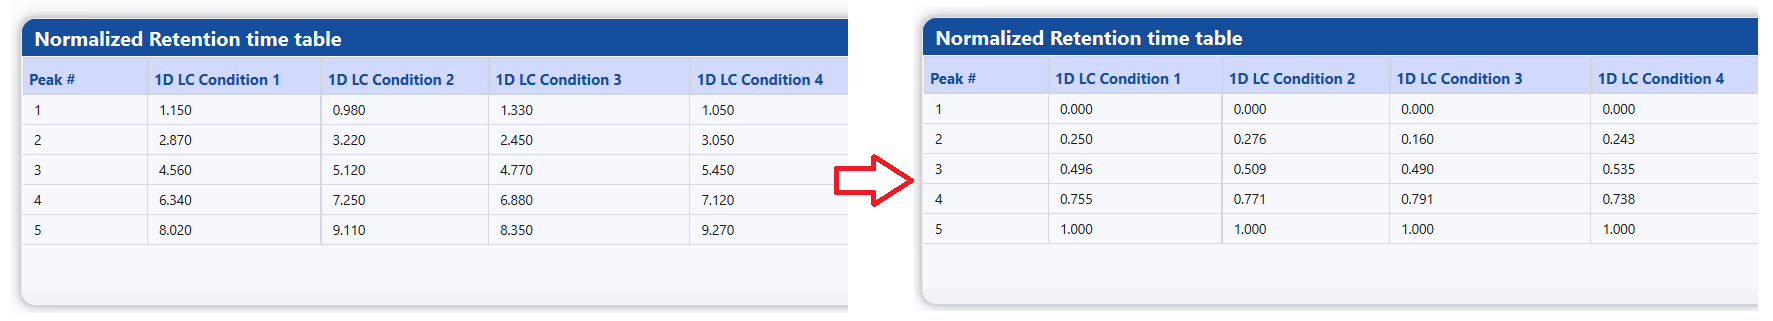 Normalized Retention time table
Peak # 1D LC Condition 1 1D LC Condition 2 1D LC Condition 3 1D LC Condition 4
1 1.150 0.980 1.330 1.050
2 2.870 3.220 2.450 3.050
3 4.560 5.120 4.770 5.450
4 6.340 7.250 6.880 7.120
5 8.020 9.110 8.350 9.270
Normalized Retention time table
Peak # 1D LC Condition 1 1D LC Condition 2 1D LC Condition 3 1D LC Condition 4
1 0.000 0.000 0.000 0.000
2 0.250 0.276 0.160 0.243
3 0.496 0.509 0.490 0.535
4 0.755 0.771 0.791 0.738
5 1.000 1.000 1.000 1.000